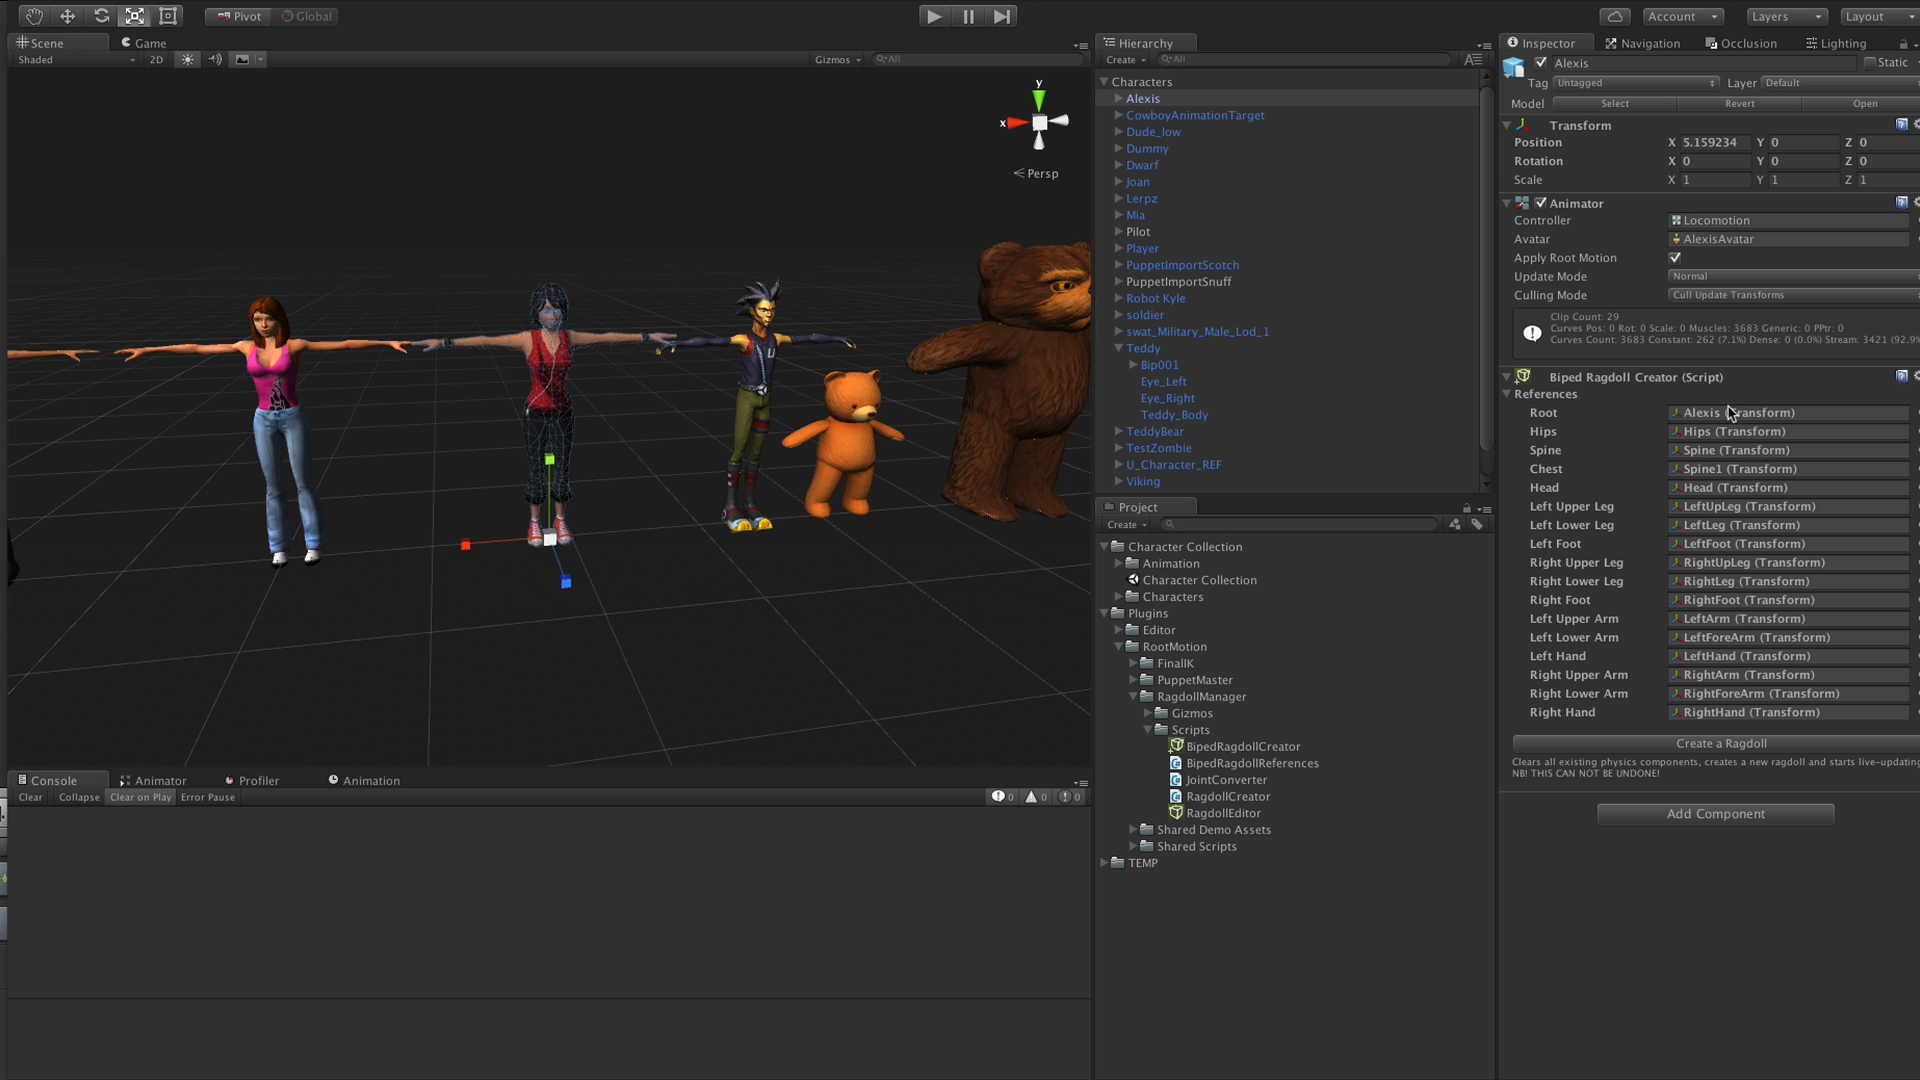 Pivot Global
Account Layers Layout
Scene Game
Shaded 2D Gizmos All
y
x
Persp
Hierarchy
Create All
Characters
Alexis
CowboyAnimationTarget
Dude_low
Dummy
Dwarf
Joan
Lerpz
Mia
Pilot
Player
PuppetImportScotch
PuppetImportSnuff
Robot Kyle
soldier
swat_Military_Male_Lod_1
Teddy
Bip001
Eye_Left
Eye_Right
Teddy_Body
TeddyBear
TestZombie
U_Character_REF
Viking
Project
Create
Character Collection
Animation
Character Collection
Characters
Plugins
Editor
RootMotion
FinalIK
PuppetMaster
RagdollManager
Gizmos
Scripts
BipedRagdollCreator
BipedRagdollReferences
JointConverter
RagdollCreator
RagdollEditor
Shared Demo Assets
Shared Scripts
TEMP
Console Animator Profiler Animation
Clear Collapse Clear on Play Error Pause 0 0 0
Inspector Navigation Occlusion Lighting
Alexis Static
Tag Untagged Layer Default
Model Select Revert Open
Transform
Position X 5.159234 Y 0 Z 0
Rotation X 0 Y 0 Z 0
Scale X 1 Y 1 Z 1
Animator
Controller Locomotion
Avatar AlexisAvatar
Apply Root Motion
Update Mode Normal
Culling Mode Cull Update Transforms
Clip Count: 29
Curves Pos: 0 Rot: 0 Scale: 0 Muscles: 3683 Generic: 0 PPtr: 0
Curves Count: 3683 Constant: 262 (7.1%) Dense: 0 (0.0%) Stream: 3421 (92.9%
Biped Ragdoll Creator (Script)
References
Root Alexis (Transform)
Hips Hips (Transform)
Spine Spine (Transform)
Chest Spine1 (Transform)
Head Head (Transform)
Left Upper Leg LeftUpLeg (Transform)
Left Lower Leg LeftLeg (Transform)
Left Foot LeftFoot (Transform)
Right Upper Leg RightUpLeg (Transform)
Right Lower Leg RightLeg (Transform)
Right Foot RightFoot (Transform)
Left Upper Arm LeftArm (Transform)
Left Lower Arm LeftForeArm (Transform)
Left Hand LeftHand (Transform)
Right Upper Arm RightArm (Transform)
Right Lower Arm RightForeArm (Transform)
Right Hand RightHand (Transform)
Create a Ragdoll
Clears all existing physics components, creates a new ragdoll and starts live-updating
NB! THIS CAN NOT BE UNDONE!
Add Component